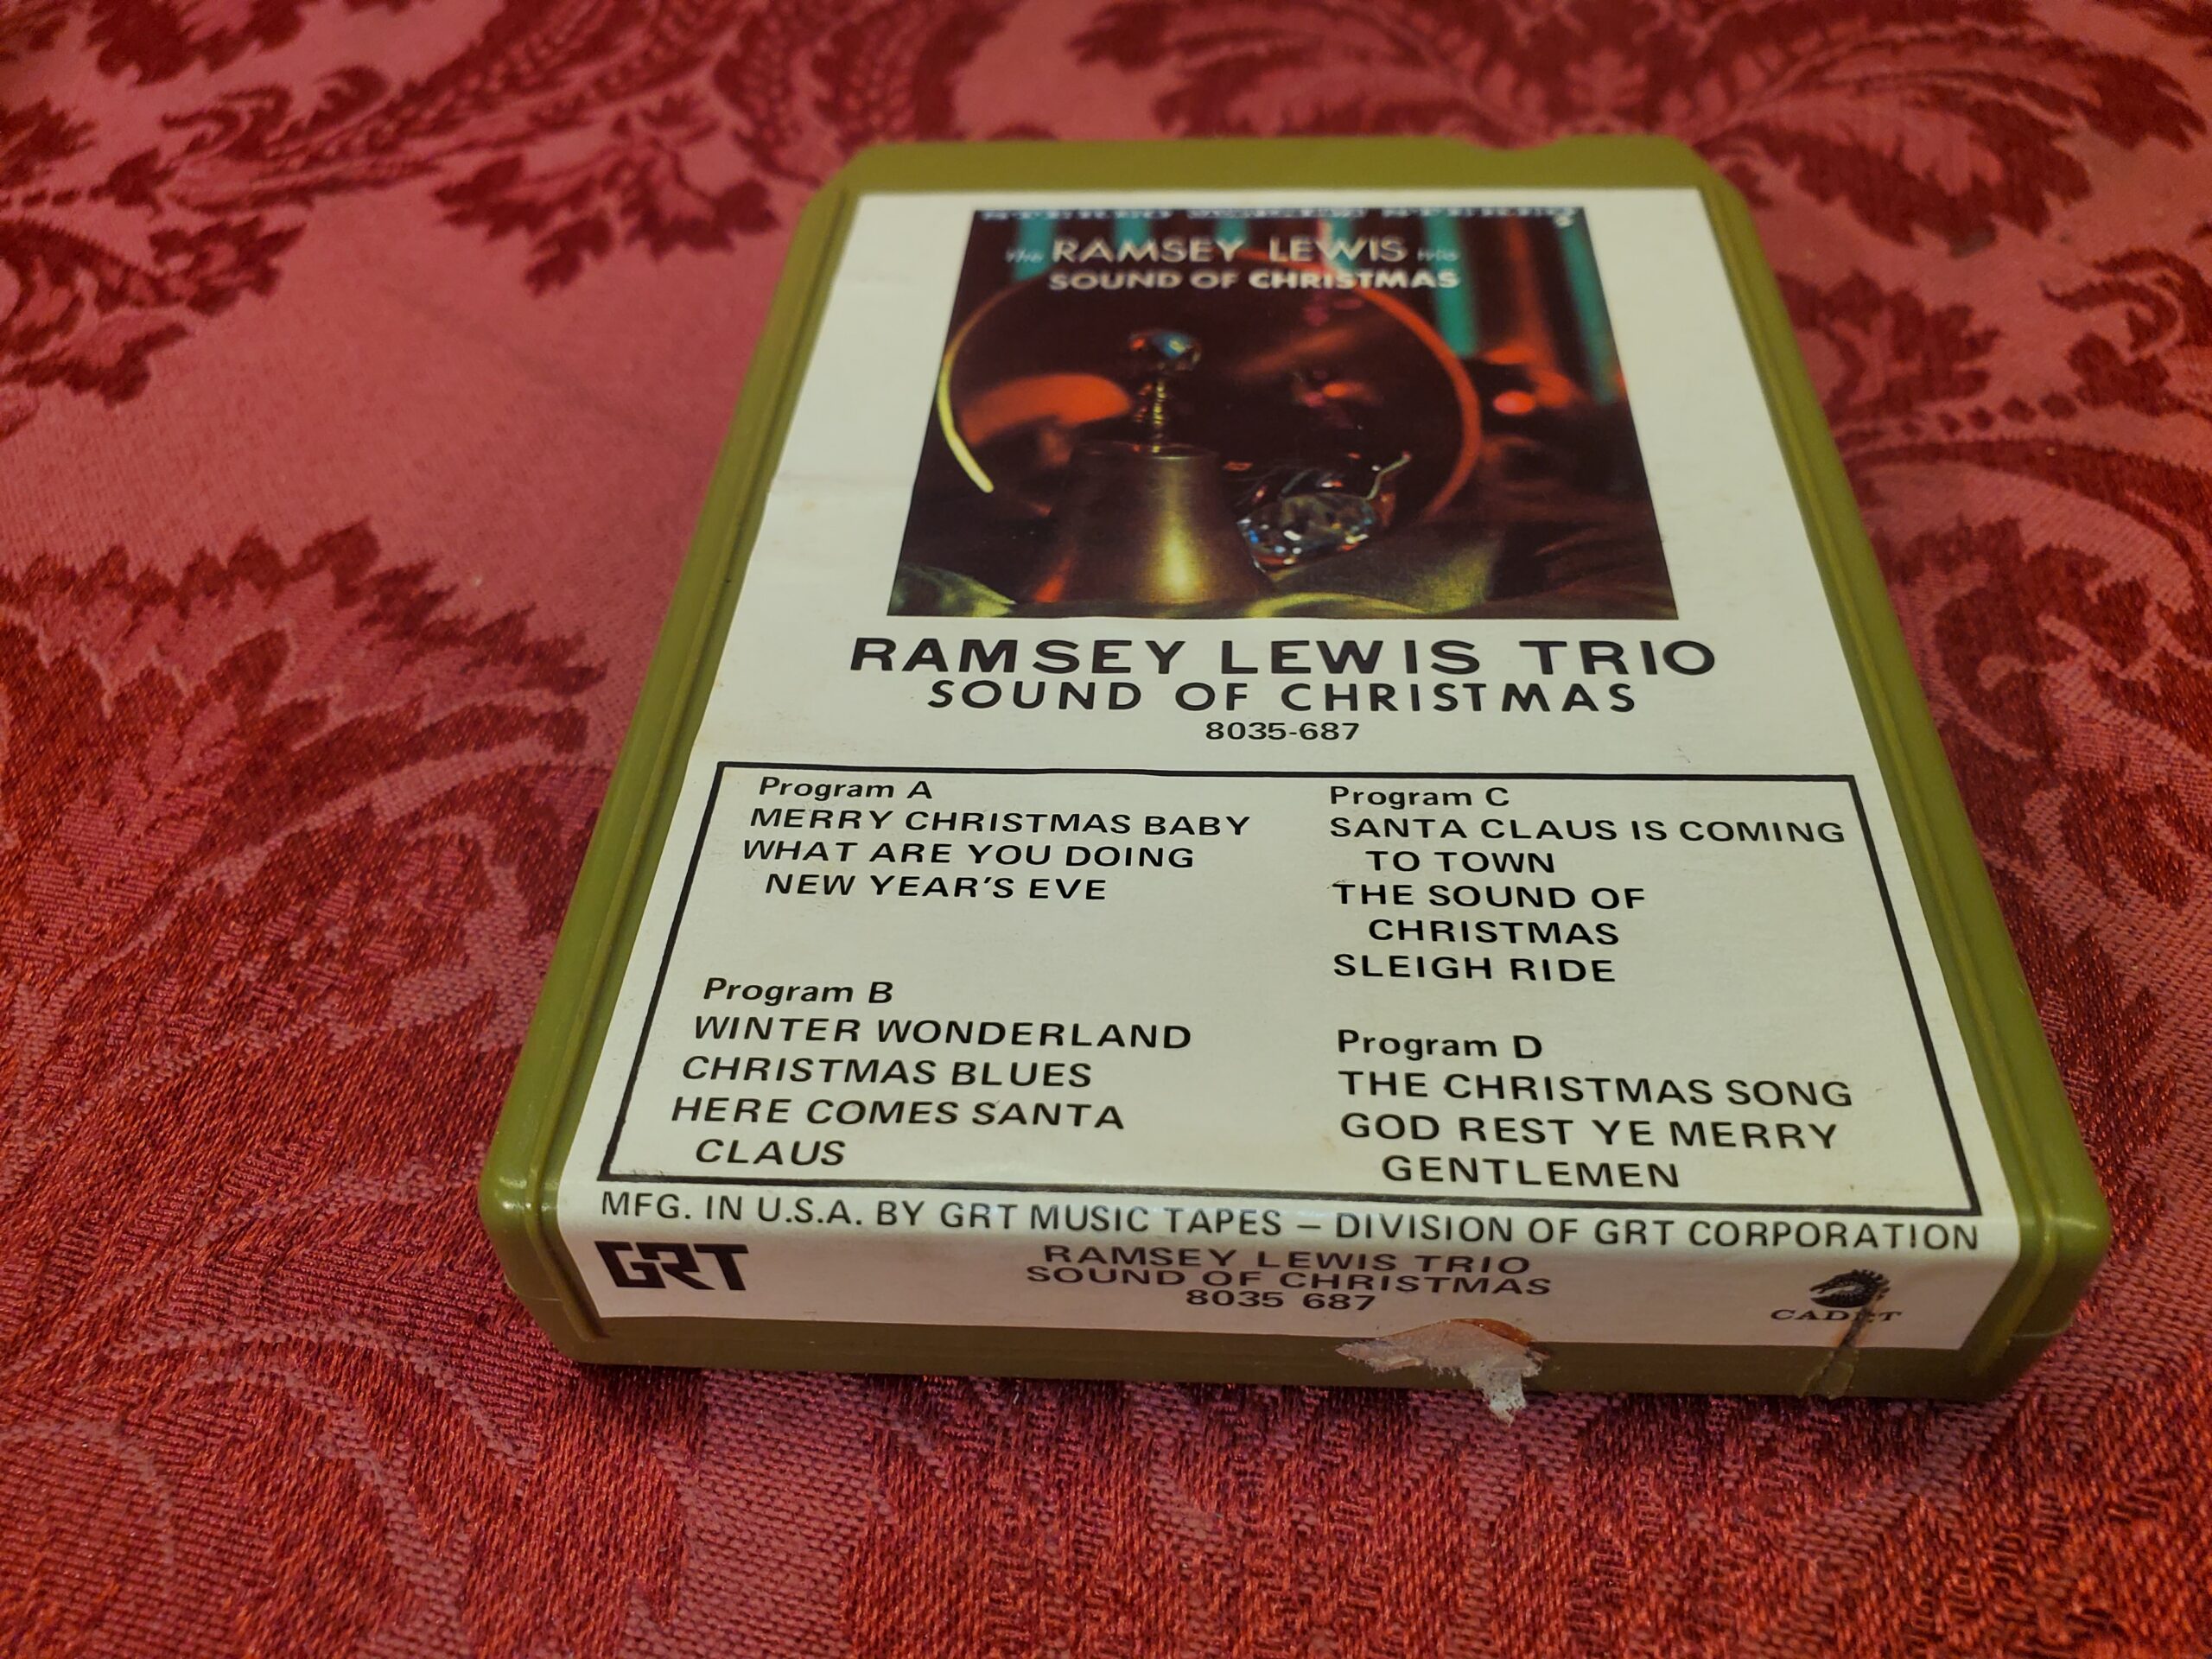 The RAMSEY LEWIS trio
SOUND OF CHRISTMAS
RAMSEY LEWIS TRIO
SOUND OF CHRISTMAS
8035-687
Program A
MERRY CHRISTMAS BABY
WHAT ARE YOU DOING
NEW YEAR'S EVE
Program B
WINTER WONDERLAND
CHRISTMAS BLUES
HERE COMES SANTA
CLAUS
Program C
SANTA CLAUS IS COMING
TO TOWN
THE SOUND OF
CHRISTMAS
SLEIGH RIDE
Program D
THE CHRISTMAS SONG
GOD REST YE MERRY
GENTLEMEN
MFG. IN U.S.A. BY GRT MUSIC TAPES — DIVISION OF GRT CORPORATION
GRT
RAMSEY LEWIS TRIO
SOUND OF CHRISTMAS
8035 687
CADET